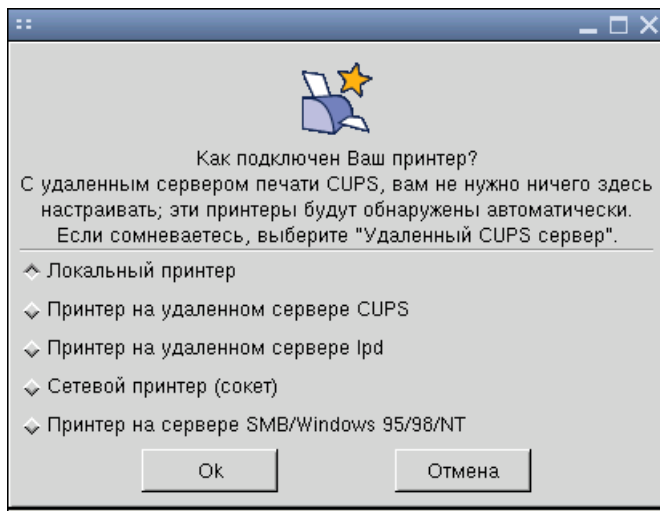 Как подключен Ваш принтер?
С удаленным сервером печати CUPS, вам не нужно ничего здесь
настраивать; эти принтеры будут обнаружены автоматически.
Если сомневаетесь, выберите "Удаленный CUPS сервер".
Локальный принтер
Принтер на удаленном сервере CUPS
Принтер на удаленном сервере lpd
Сетевой принтер (сокет)
Принтер на сервере SMB/Windows 95/98/NT
Ok
Отмена